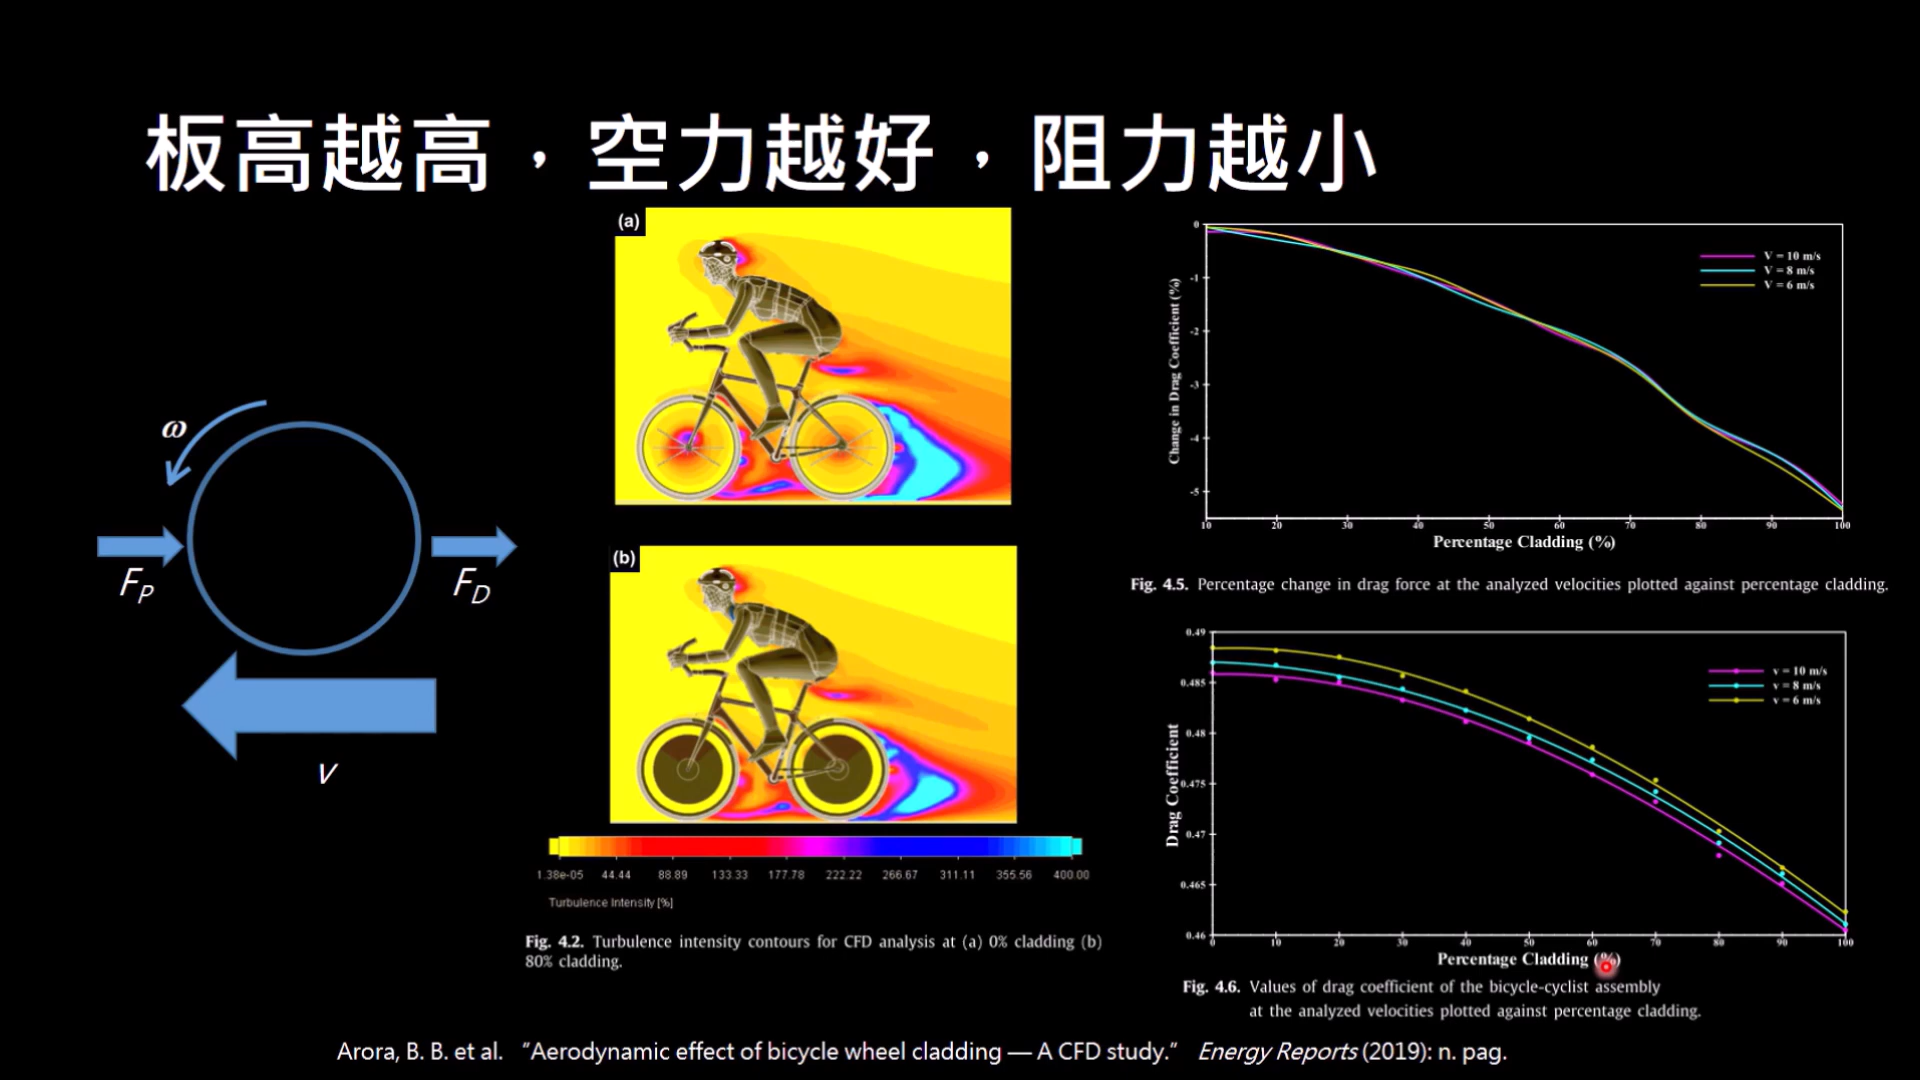 板高越高，空力越好，阻力越小
ω
F_P
F_D
v
(a)
(b)
1.38e-05 44.44 88.89 133.33 177.78 222.22 266.67 311.11 355.56 400.00
Turbulence Intensity [%]
Fig. 4.2. Turbulence intensity contours for CFD analysis at (a) 0% cladding (b)
80% cladding.
Change in Drag Coefficient (%)
0
-1
-2
-3
-4
-5
V = 10 m/s
V = 8 m/s
V = 6 m/s
10 20 30 40 50 60 70 80 90 100
Percentage Cladding (%)
Fig. 4.5. Percentage change in drag force at the analyzed velocities plotted against percentage cladding.
Drag Coefficient
0.49
0.485
0.48
0.475
0.47
0.465
0.46
v = 10 m/s
v = 8 m/s
v = 6 m/s
0 10 20 30 40 50 60 70 80 90 100
Percentage Cladding (%)
Fig. 4.6. Values of drag coefficient of the bicycle-cyclist assembly
at the analyzed velocities plotted against percentage cladding.
Arora, B. B. et al. "Aerodynamic effect of bicycle wheel cladding — A CFD study." Energy Reports (2019): n. pag.